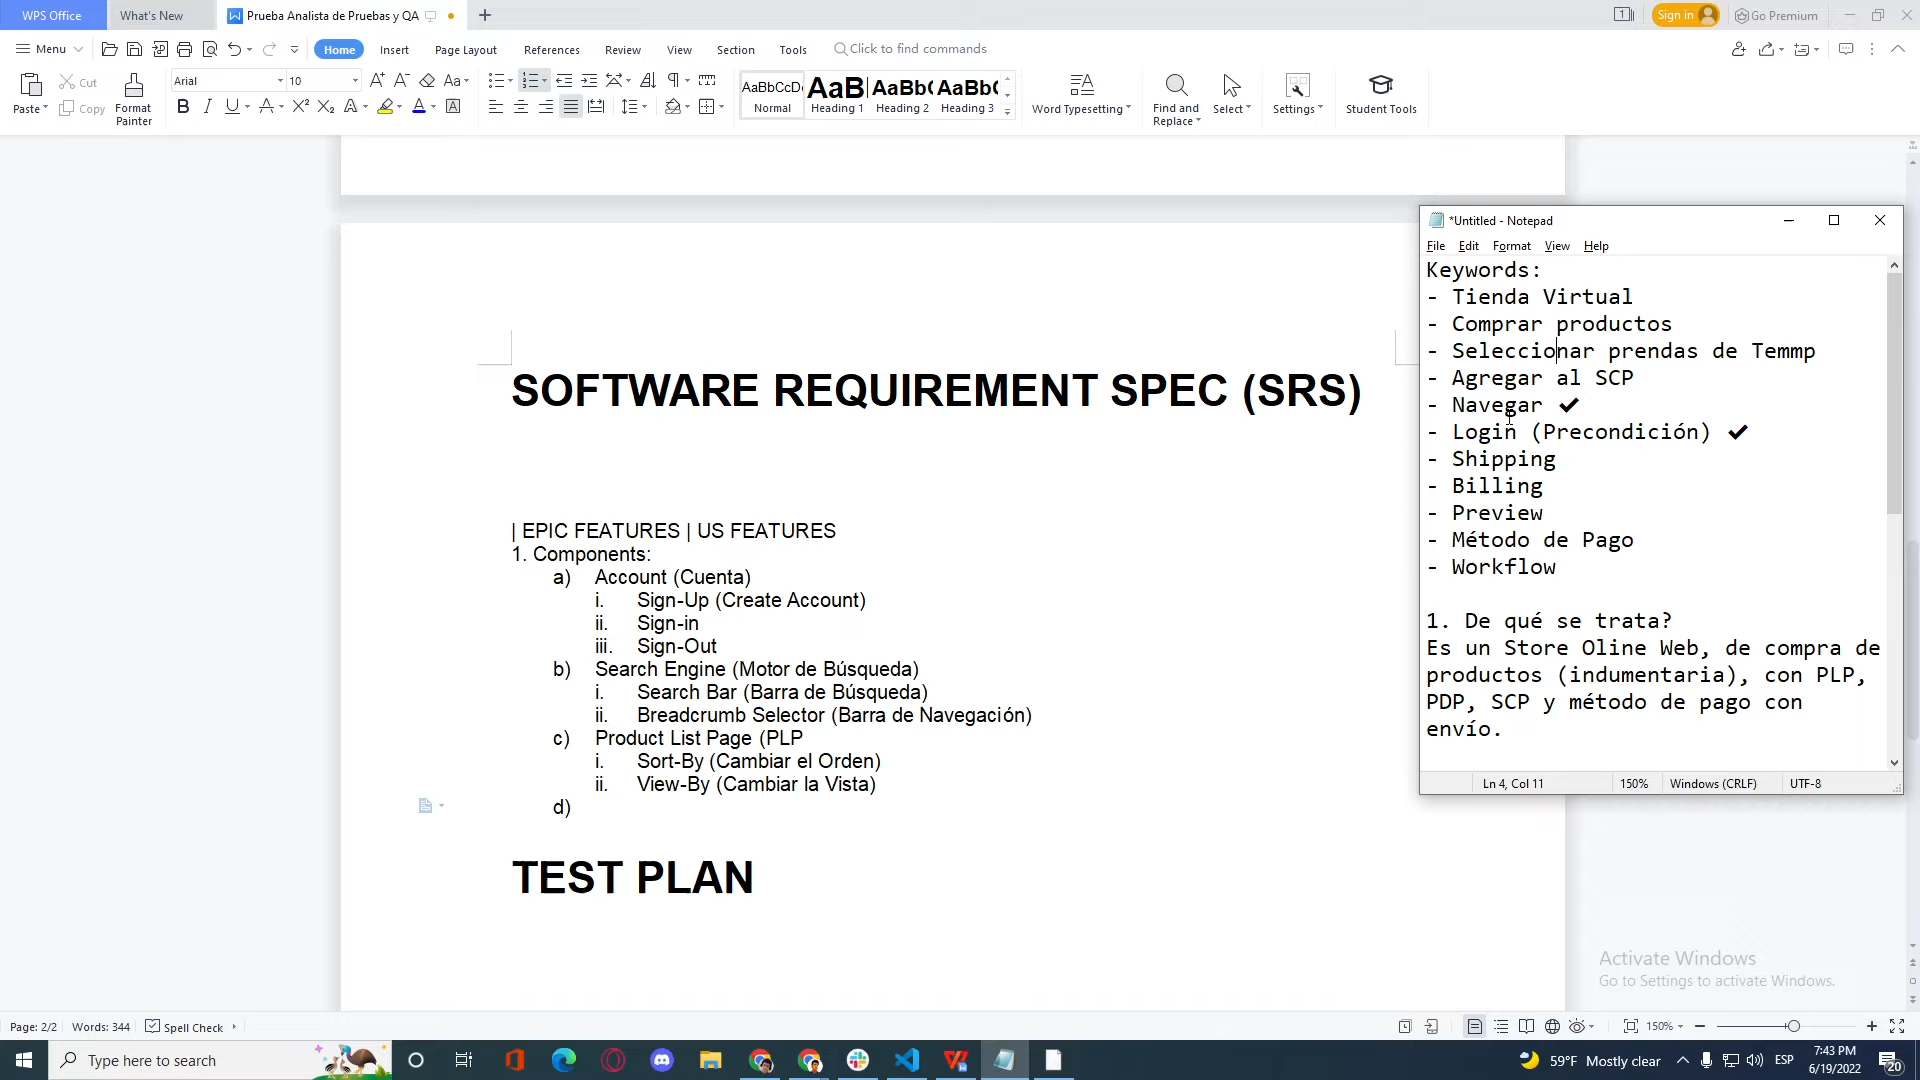 WPS Office
What's New
Prueba Analista de Pruebas y QA
Sign in
Go Premium
Menu
Home
Insert
Page Layout
References
Review
View
Section
Tools
Click to find commands
Paste
Cut
Copy
Format Painter
Arial
10
AaBbCcD
Normal
AaB
Heading 1
AaBb
Heading 2
AaBb
Heading 3
Word Typesetting
Find and Replace
Select
Settings
Student Tools
SOFTWARE REQUIREMENT SPEC (SRS)
| EPIC FEATURES | US FEATURES
1. Components:
a) Account (Cuenta)
i. Sign-Up (Create Account)
ii. Sign-in
iii. Sign-Out
b) Search Engine (Motor de Búsqueda)
i. Search Bar (Barra de Búsqueda)
ii. Breadcrumb Selector (Barra de Navegación)
c) Product List Page (PLP
i. Sort-By (Cambiar el Orden)
ii. View-By (Cambiar la Vista)
d)
TEST PLAN
*Untitled - Notepad
File Edit Format View Help
Keywords:
- Tienda Virtual
- Comprar productos
- Seleccionar prendas de Temmp
- Agregar al SCP
- Navegar ✔
- Login (Precondición) ✔
- Shipping
- Billing
- Preview
- Método de Pago
- Workflow
1. De qué se trata?
Es un Store Oline Web, de compra de
productos (indumentaria), con PLP,
PDP, SCP y método de pago con
envío.
Ln 4, Col 11
150%
Windows (CRLF)
UTF-8
Activate Windows
Go to Settings to activate Windows.
Page: 2/2
Words: 344
Spell Check
150%
Type here to search
59°F Mostly clear
ESP
7:43 PM
6/19/2022
20